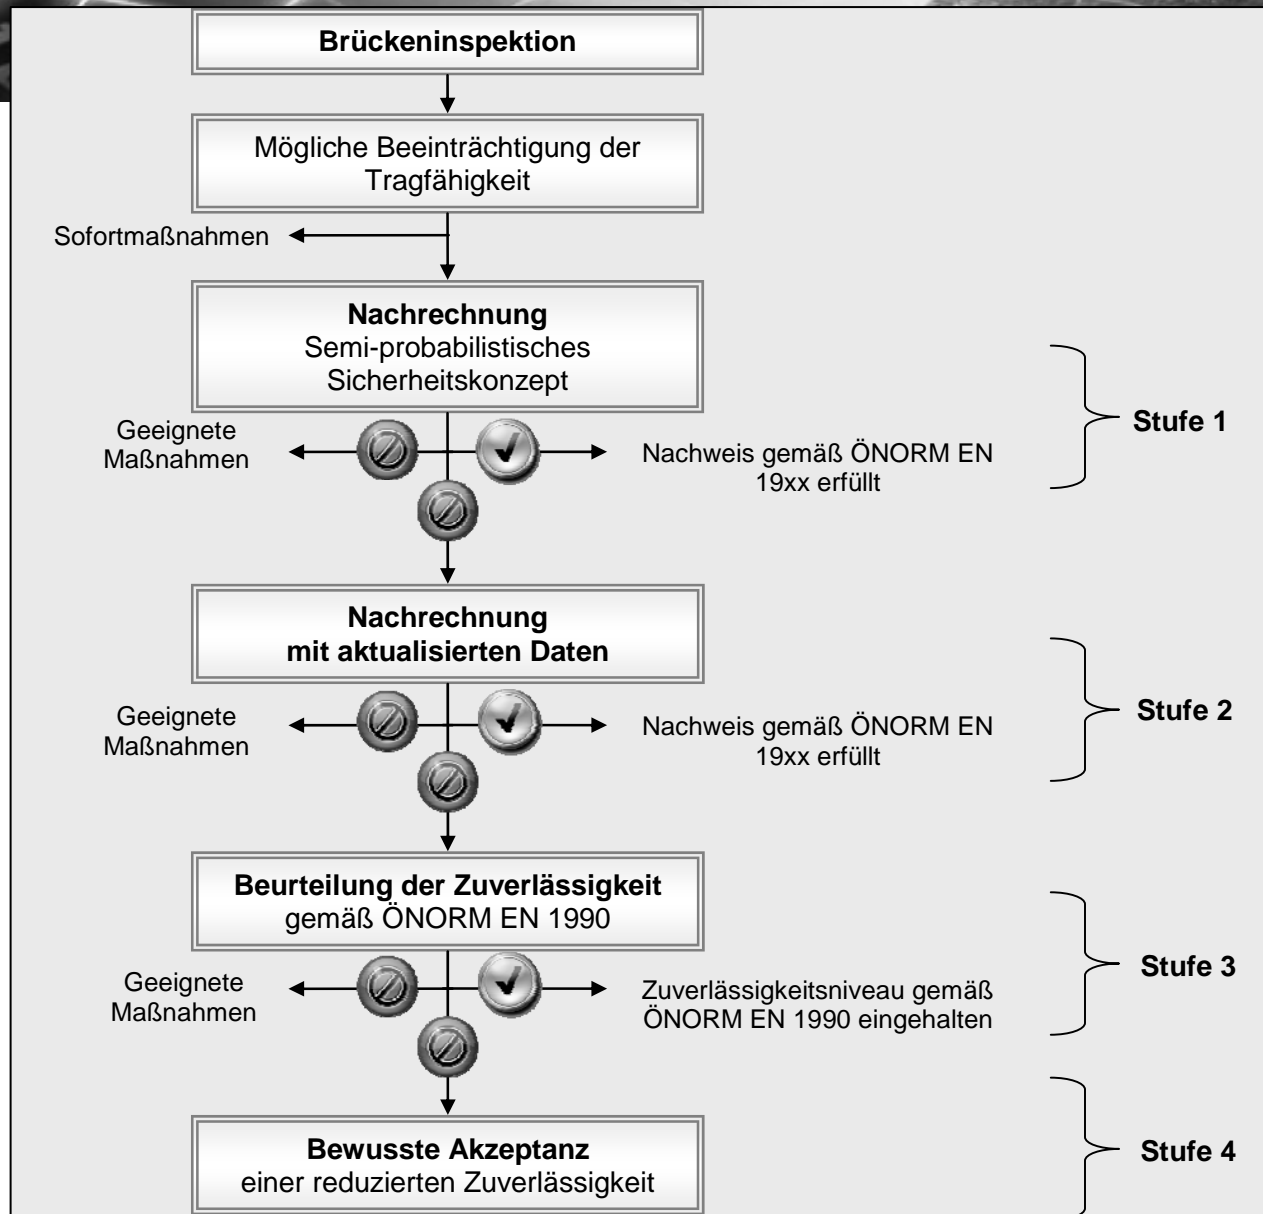 Brückeninspektion
Mögliche Beeinträchtigung der
Tragfähigkeit
Sofortmaßnahmen
Nachrechnung
Semi-probabilistisches
Sicherheitskonzept
Geeignete
Maßnahmen
Nachweis gemäß ÖNORM EN
19xx erfüllt
Stufe 1
Nachrechnung
mit aktualisierten Daten
Geeignete
Maßnahmen
Nachweis gemäß ÖNORM EN
19xx erfüllt
Stufe 2
Beurteilung der Zuverlässigkeit
gemäß ÖNORM EN 1990
Geeignete
Maßnahmen
Zuverlässigkeitsniveau gemäß
ÖNORM EN 1990 eingehalten
Stufe 3
Bewusste Akzeptanz
einer reduzierten Zuverlässigkeit
Stufe 4